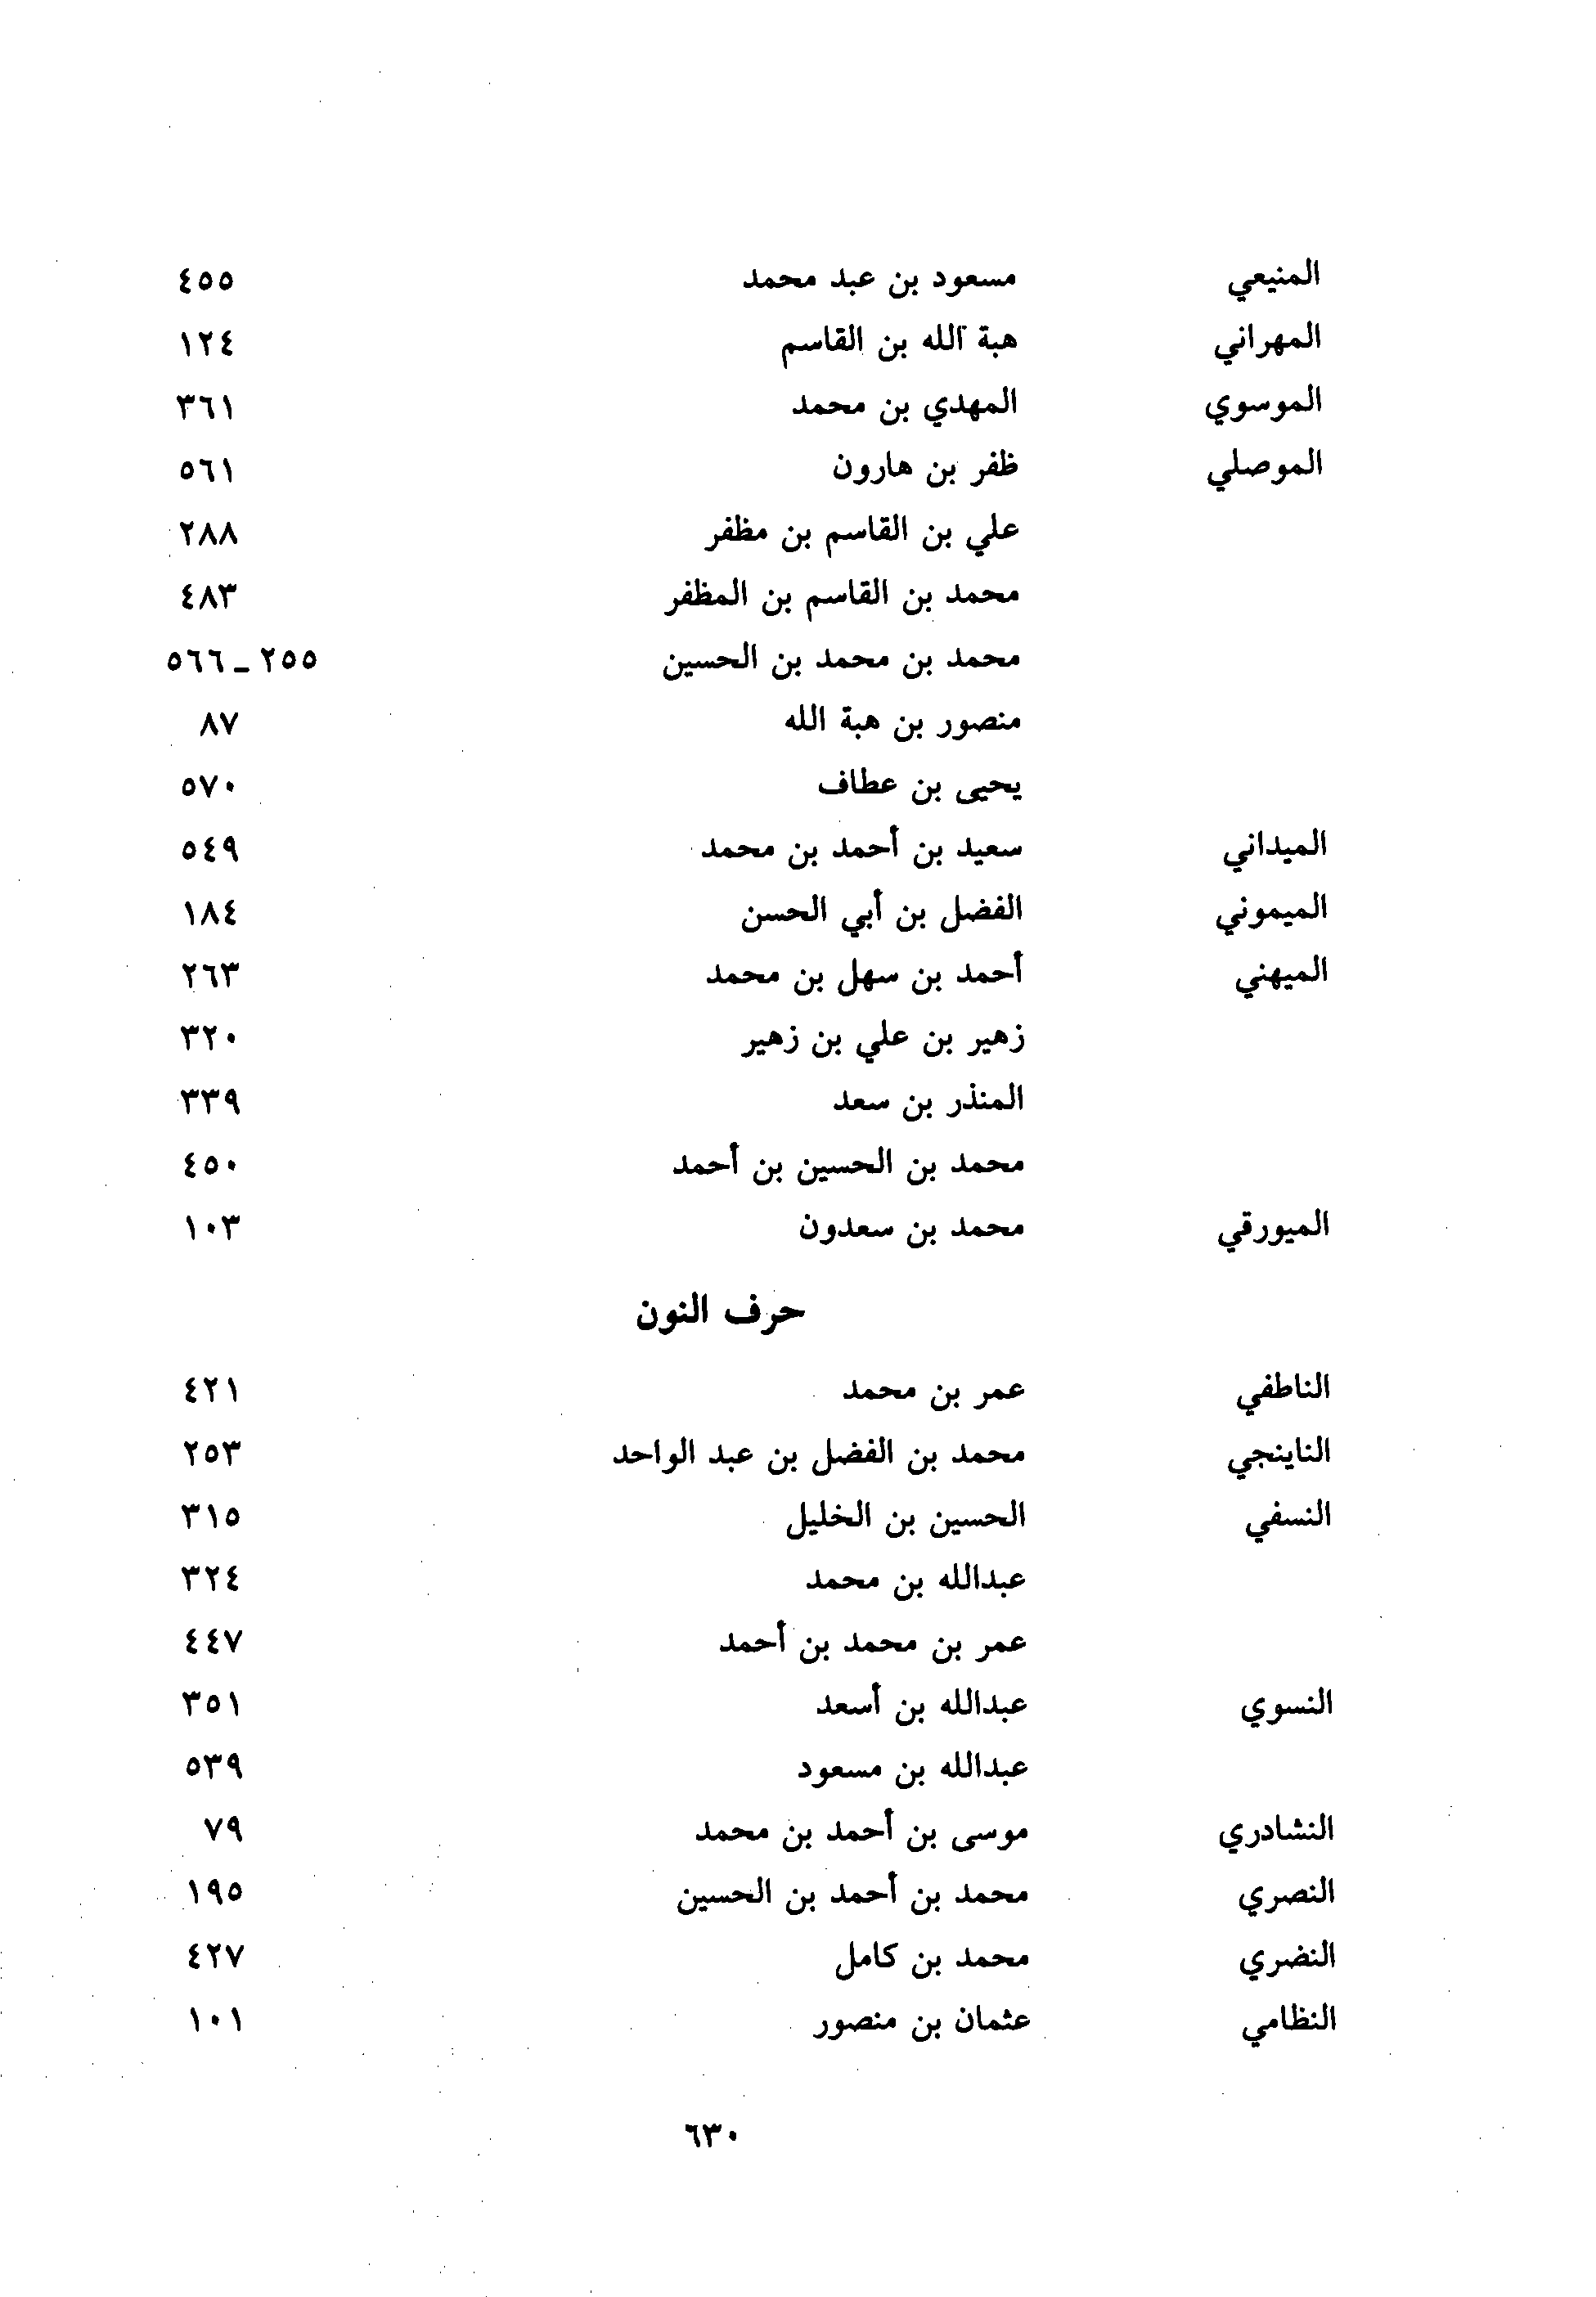 المنيعي مسعود بن عبد محمد ٤٥٥
المهراني هبة الله بن القاسم ١٢٤
الموسوي المهدي بن محمد ٣٦١
الموصلي ظفر بن هارون ٥٦١
علي بن القاسم بن مظفر ٢٨٨
محمد بن القاسم بن المظفر ٤٨٣
محمد بن محمد بن الحسين ٢٥٥ - ٥٦٦
منصور بن هبة الله ٨٧
يحيى بن عطاف ٥٧٠
الميداني سعيد بن أحمد بن محمد ٥٤٩
الميموني الفضل بن أبي الحسن ١٨٤
الميهني أحمد بن سهل بن محمد ٢٦٣
زهير بن علي بن زهير ٣٢٠
المنذر بن سعد ٣٣٩
محمد بن الحسين بن أحمد ٤٥٠
الميورقي محمد بن سعدون ١٠٣
حرف النون
الناطفي عمر بن محمد ٤٢١
الناينجي محمد بن الفضل بن عبد الواحد ٢٥٣
النسفي الحسين بن الخليل ٣١٥
عبدالله بن محمد ٣٢٤
عمر بن محمد بن أحمد ٤٤٧
النسوي عبدالله بن أسعد ٣٥١
عبدالله بن مسعود ٥٣٩
النشادري موسى بن أحمد بن محمد ٧٩
النصري محمد بن أحمد بن الحسين ١٩٥
النضري محمد بن كامل ٤٢٧
النظامي عثمان بن منصور ١٠١
٦٣٠